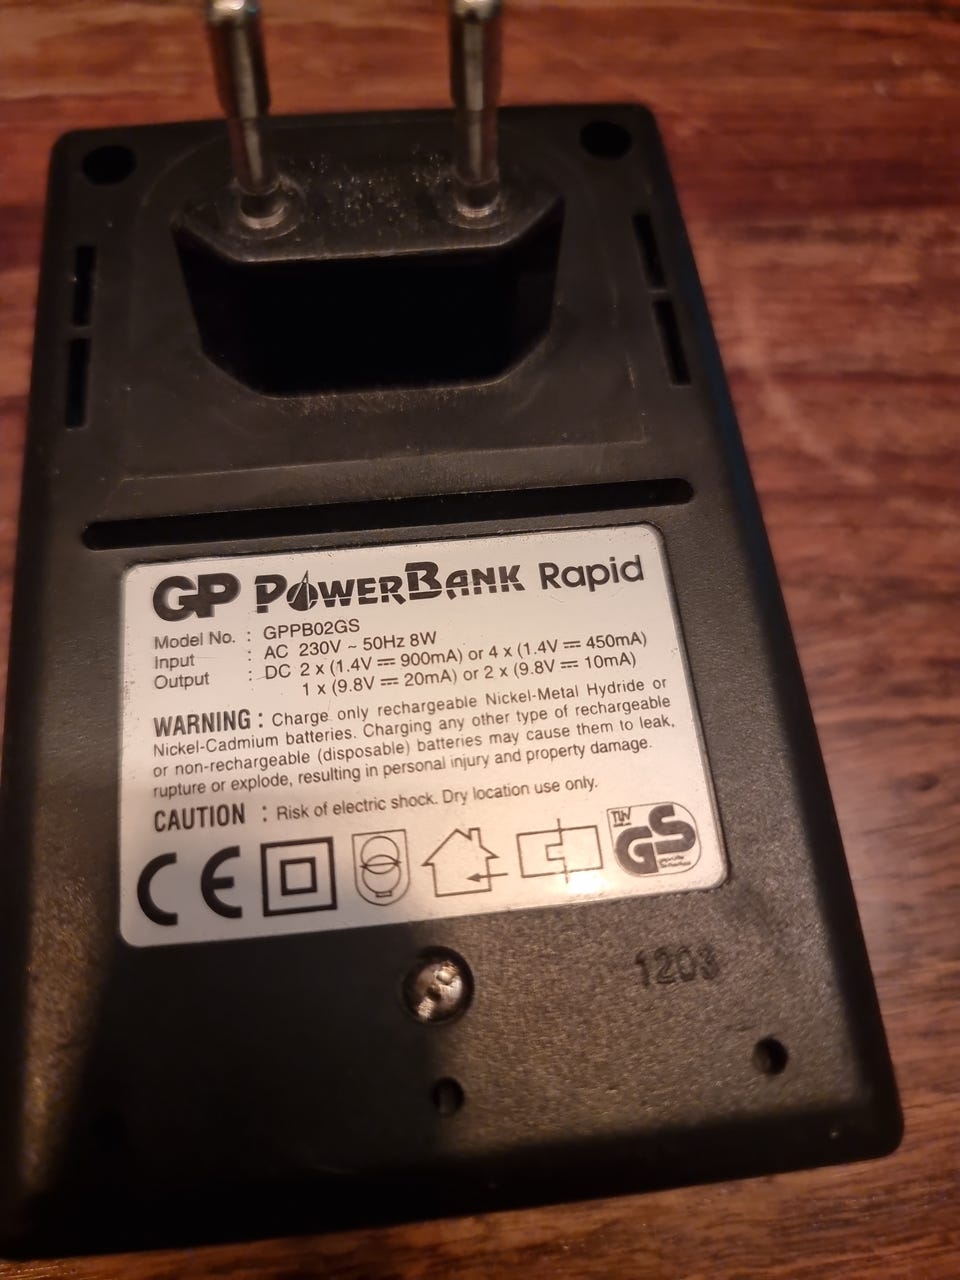 GP POWERBANK Rapid
Model No. : GPPB02GS
Input : AC 230V ~ 50Hz 8W
Output : DC 2 x (1.4V ⎓ 900mA) or 4 x (1.4V ⎓ 450mA)
1 x (9.8V ⎓ 20mA) or 2 x (9.8V ⎓ 10mA)
WARNING : Charge only rechargeable Nickel-Metal Hydride or
Nickel-Cadmium batteries. Charging any other type of rechargeable
or non-rechargeable (disposable) batteries may cause them to leak,
rupture or explode, resulting in personal injury and property damage.
CAUTION : Risk of electric shock. Dry location use only.
CE TÜV GS
1203